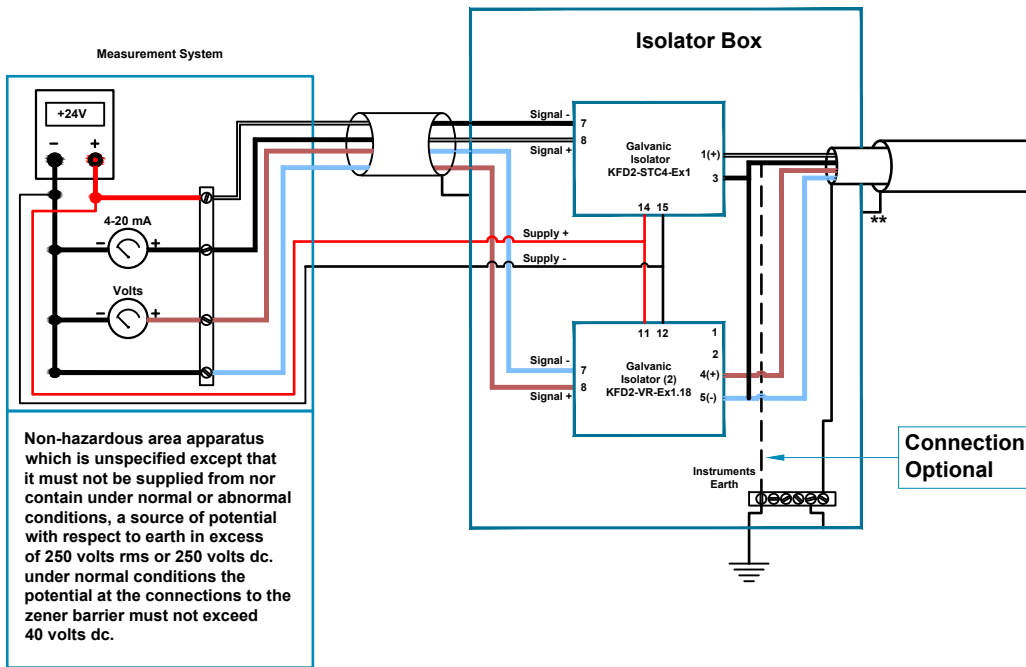 Isolator Box
Measurement System
+24V
– +
4-20 mA
– +
Volts
– +
Signal -
7
8
Signal +
Galvanic
Isolator
KFD2-STC4-Ex1
1(+)
3
14 15
**
Supply +
Supply -
11 12
1
2
Signal -
7
8
Signal +
Galvanic
Isolator (2)
KFD2-VR-Ex1.18
4(+)
5(-)
Instruments
Earth
Connection
Optional
Non-hazardous area apparatus
which is unspecified except that
it must not be supplied from nor
contain under normal or abnormal
conditions, a source of potential
with respect to earth in excess
of 250 volts rms or 250 volts dc.
under normal conditions the
potential at the connections to the
zener barrier must not exceed
40 volts dc.